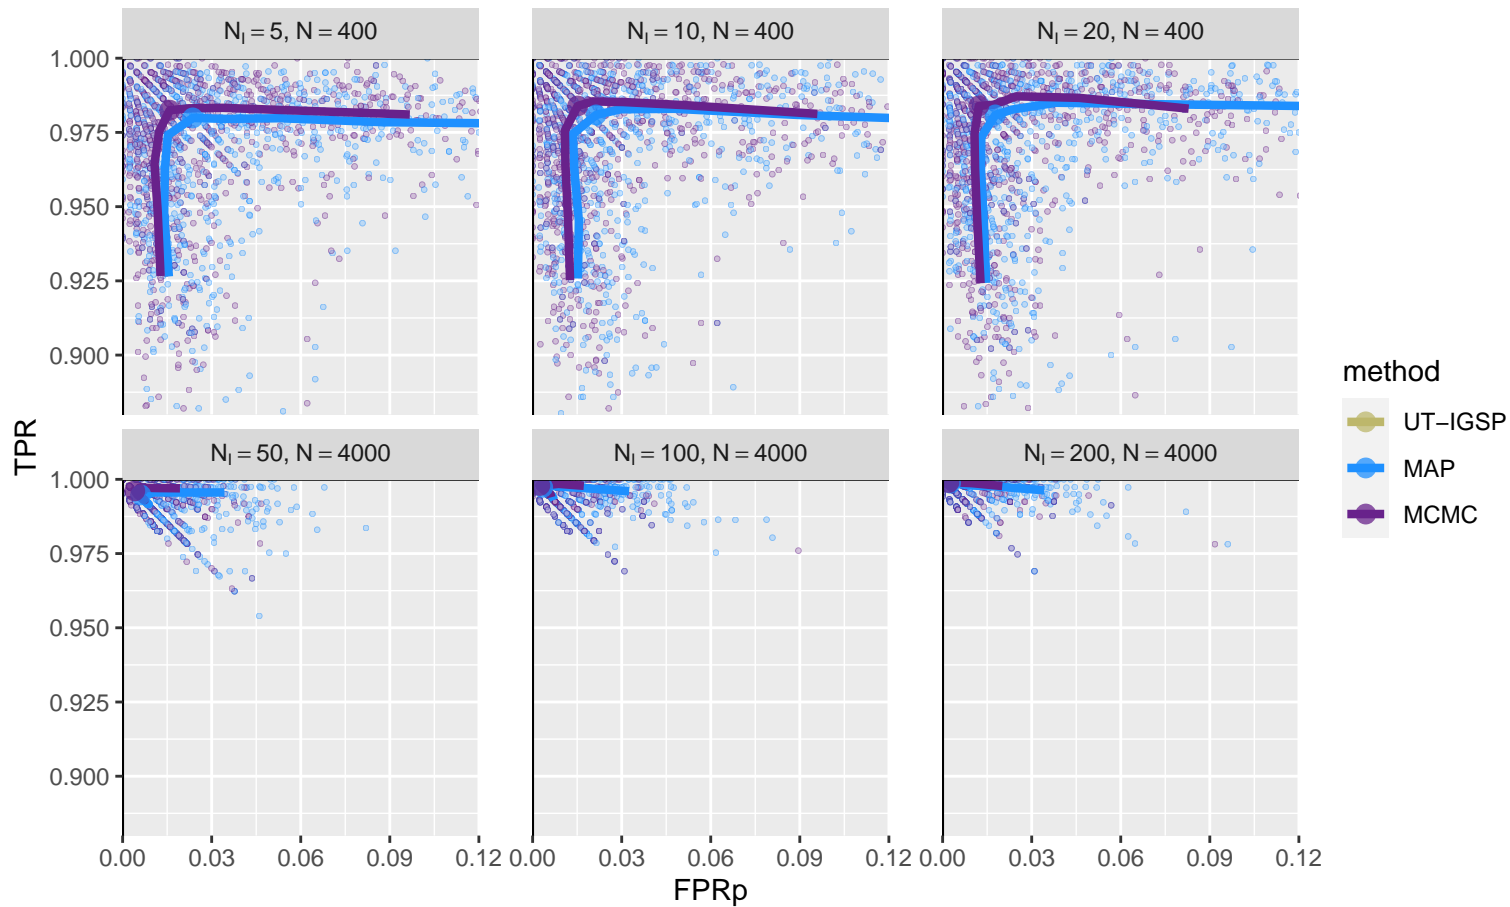 N_I = 5, N = 400
N_I = 10, N = 400
N_I = 20, N = 400
1.000
0.975
0.950
0.925
0.900
N_I = 50, N = 4000
N_I = 100, N = 4000
N_I = 200, N = 4000
1.000
0.975
0.950
0.925
0.900
0.00 0.03 0.06 0.09 0.12
0.00 0.03 0.06 0.09 0.12
0.00 0.03 0.06 0.09 0.12
FPRp
TPR
method
UT−IGSP
MAP
MCMC